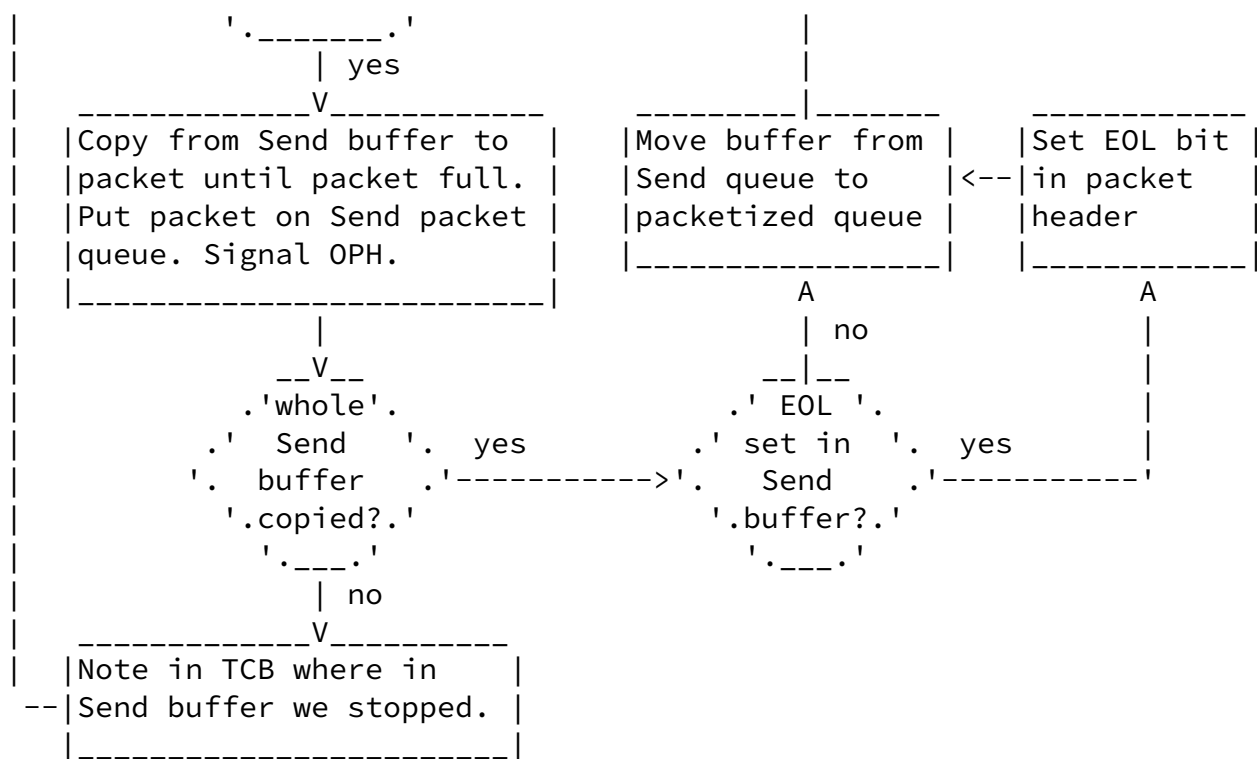 yes
Copy from Send buffer to
packet until packet full.
Put packet on Send packet
queue. Signal OPH.
Move buffer from
Send queue to
packetized queue
Set EOL bit
in packet
header
no
whole
Send
buffer
copied?
yes
EOL
set in
Send
buffer?
yes
no
Note in TCB where in
Send buffer we stopped.